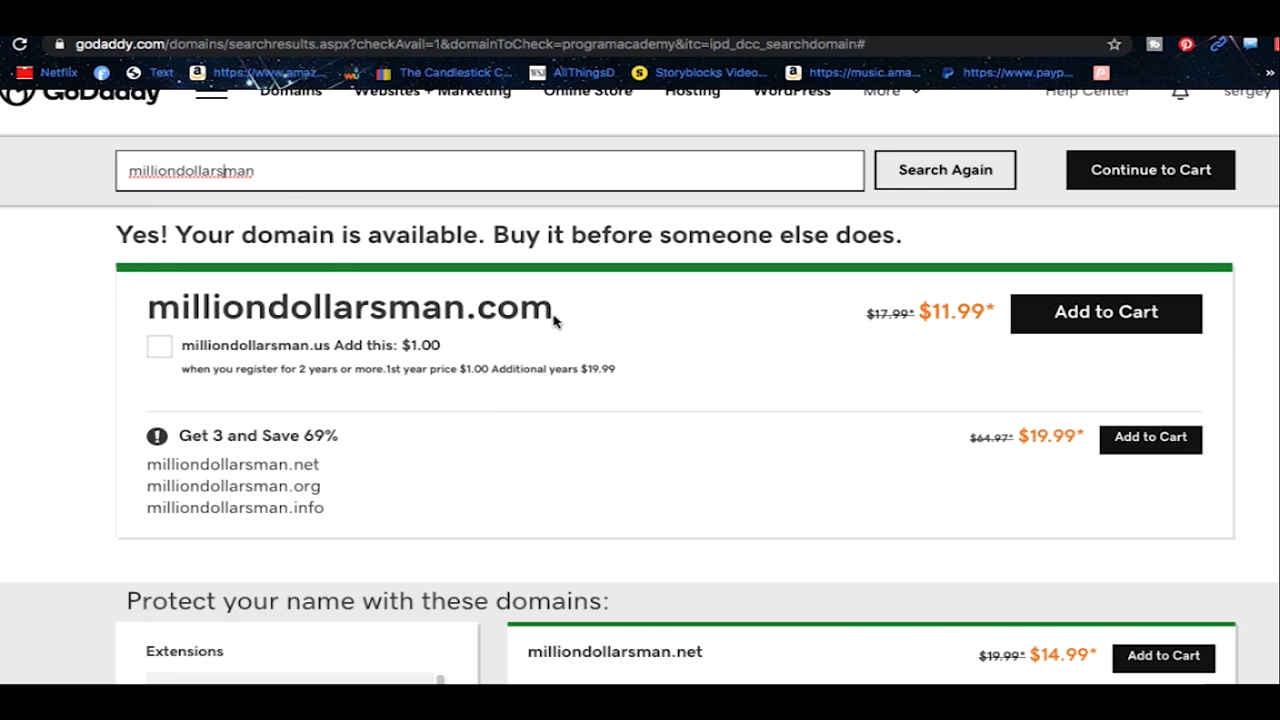 godaddy.com/domains/searchresults.aspx?checkAvail=1&domainToCheck=programacademy&itc=ipd_dcc_searchdomain#
Netflix Text https://www.amaz... The Candlestick C... WSJ AllThingsD Storyblocks Video... https://music.ama... https://www.payp... »
GoDaddy Domains Websites + Marketing Online Store Hosting WordPress More Help Center sergey
milliondollarsman Search Again Continue to Cart
Yes! Your domain is available. Buy it before someone else does.
milliondollarsman.com $17.99* $11.99* Add to Cart
milliondollarsman.us Add this: $1.00
when you register for 2 years or more.1st year price $1.00 Additional years $19.99
Get 3 and Save 69% $64.97* $19.99* Add to Cart
milliondollarsman.net
milliondollarsman.org
milliondollarsman.info
Protect your name with these domains:
Extensions milliondollarsman.net $19.99* $14.99* Add to Cart